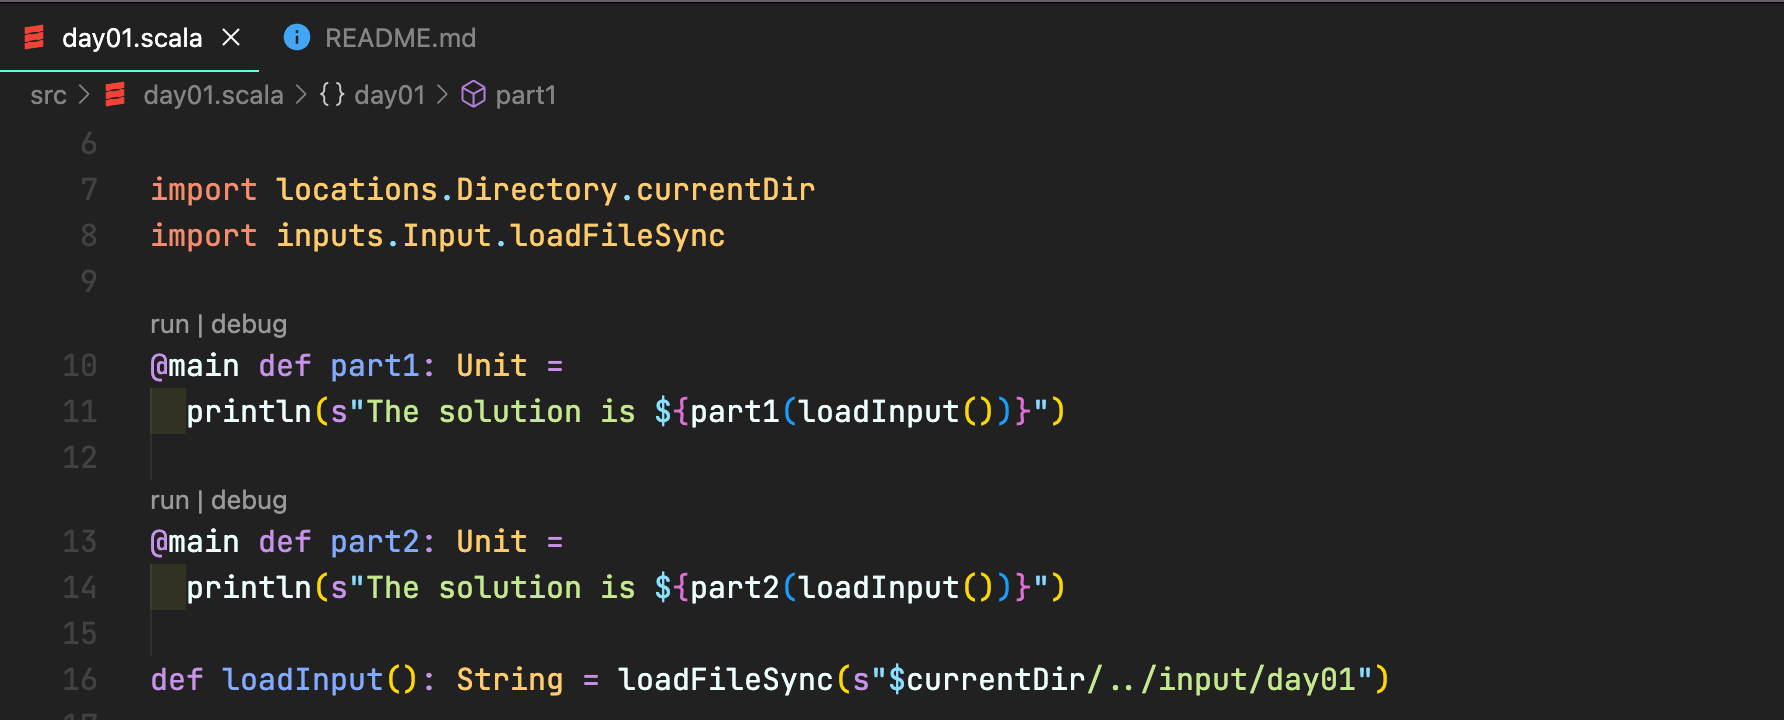 day01.scala README.md
src > day01.scala > {} day01 > part1
6
7 import locations.Directory.currentDir
8 import inputs.Input.loadFileSync
9
run | debug
10 @main def part1: Unit =
11   println(s"The solution is ${part1(loadInput())}")
12
run | debug
13 @main def part2: Unit =
14   println(s"The solution is ${part2(loadInput())}")
15
16 def loadInput(): String = loadFileSync(s"$currentDir/../input/day01")